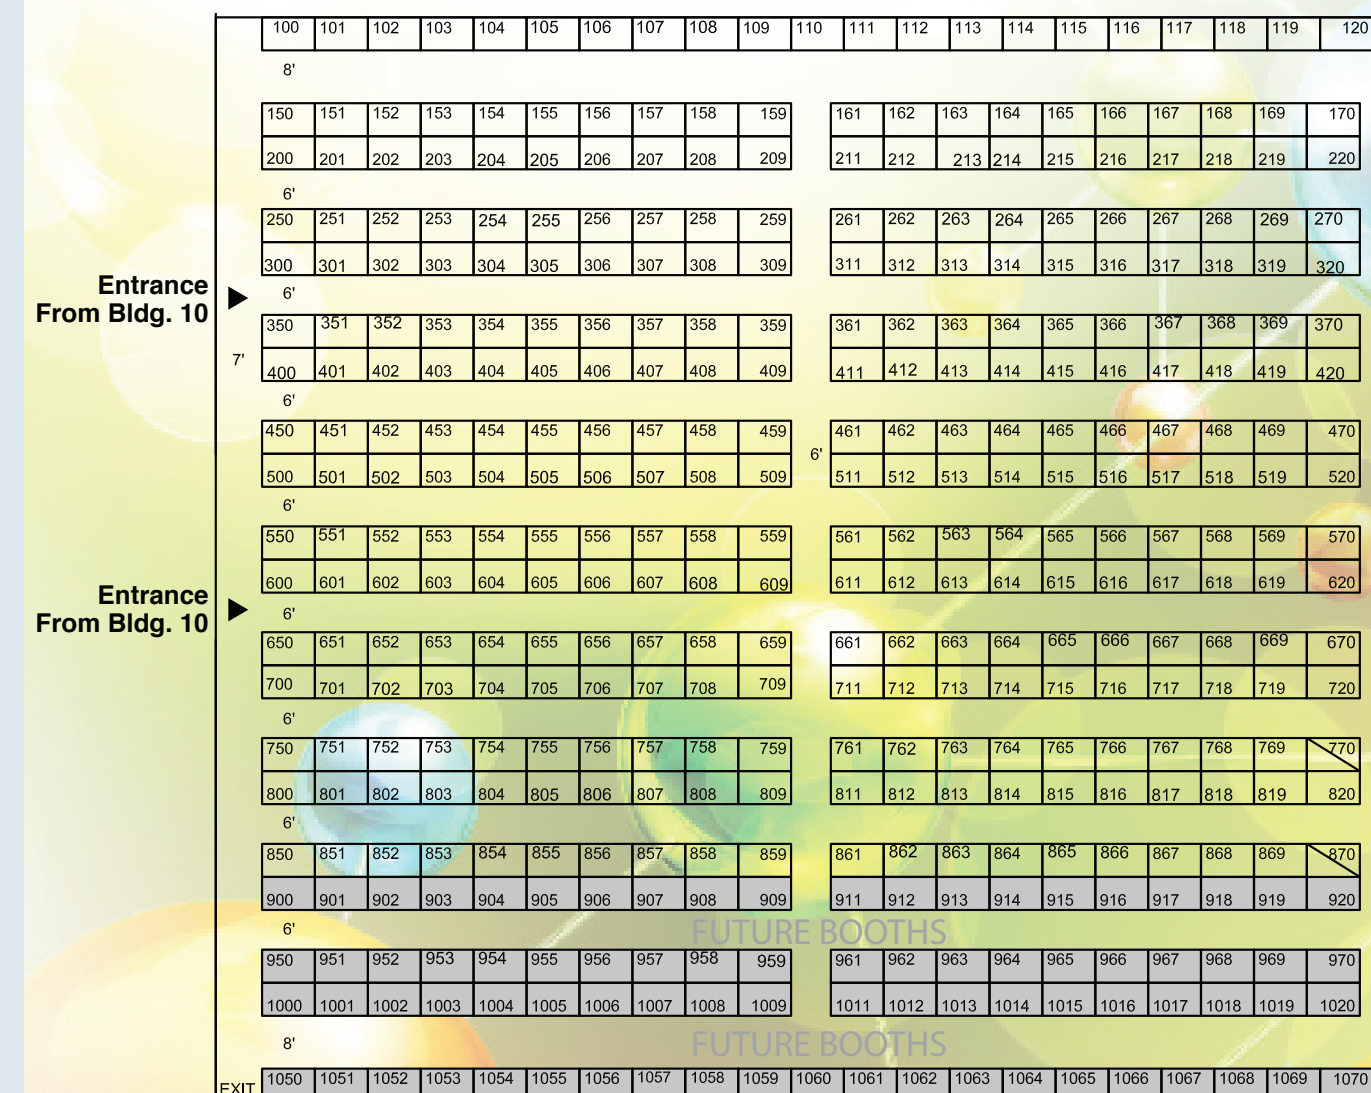 100 101 102 103 104 105 106 107 108 109 110 111 112 113 114 115 116 117 118 119 120
8'
150 151 152 153 154 155 156 157 158 159 161 162 163 164 165 166 167 168 169 170
200 201 202 203 204 205 206 207 208 209 211 212 213 214 215 216 217 218 219 220
6'
250 251 252 253 254 255 256 257 258 259 261 262 263 264 265 266 267 268 269 270
300 301 302 303 304 305 306 307 308 309 311 312 313 314 315 316 317 318 319 320
Entrance
From Bldg. 10
6'
350 351 352 353 354 355 356 357 358 359 361 362 363 364 365 366 367 368 369 370
7'
400 401 402 403 404 405 406 407 408 409 411 412 413 414 415 416 417 418 419 420
6'
450 451 452 453 454 455 456 457 458 459 461 462 463 464 465 466 467 468 469 470
6'
500 501 502 503 504 505 506 507 508 509 511 512 513 514 515 516 517 518 519 520
6'
550 551 552 553 554 555 556 557 558 559 561 562 563 564 565 566 567 568 569 570
600 601 602 603 604 605 606 607 608 609 611 612 613 614 615 616 617 618 619 620
Entrance
From Bldg. 10
6'
650 651 652 653 654 655 656 657 658 659 661 662 663 664 665 666 667 668 669 670
700 701 702 703 704 705 706 707 708 709 711 712 713 714 715 716 717 718 719 720
6'
750 751 752 753 754 755 756 757 758 759 761 762 763 764 765 766 767 768 769 770
800 801 802 803 804 805 806 807 808 809 811 812 813 814 815 816 817 818 819 820
6'
850 851 852 853 854 855 856 857 858 859 861 862 863 864 865 866 867 868 869 870
900 901 902 903 904 905 906 907 908 909 911 912 913 914 915 916 917 918 919 920
6'
FUTURE BOOTHS
950 951 952 953 954 955 956 957 958 959 961 962 963 964 965 966 967 968 969 970
1000 1001 1002 1003 1004 1005 1006 1007 1008 1009 1011 1012 1013 1014 1015 1016 1017 1018 1019 1020
8'
FUTURE BOOTHS
EXIT 1050 1051 1052 1053 1054 1055 1056 1057 1058 1059 1060 1061 1062 1063 1064 1065 1066 1067 1068 1069 1070